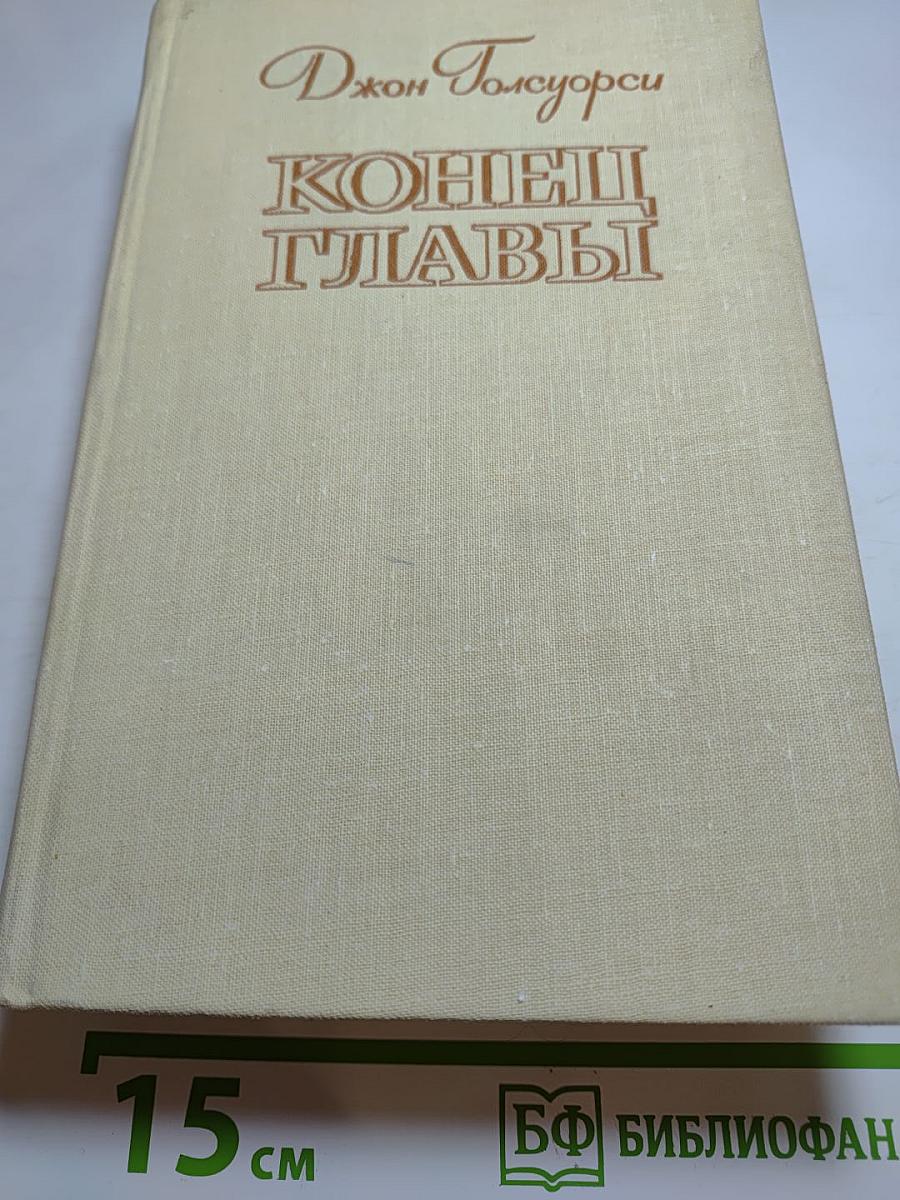 Джон Голсуорси
КОНЕЦ
ГЛАВЫ
15 см
БФ БИБЛИОФАН